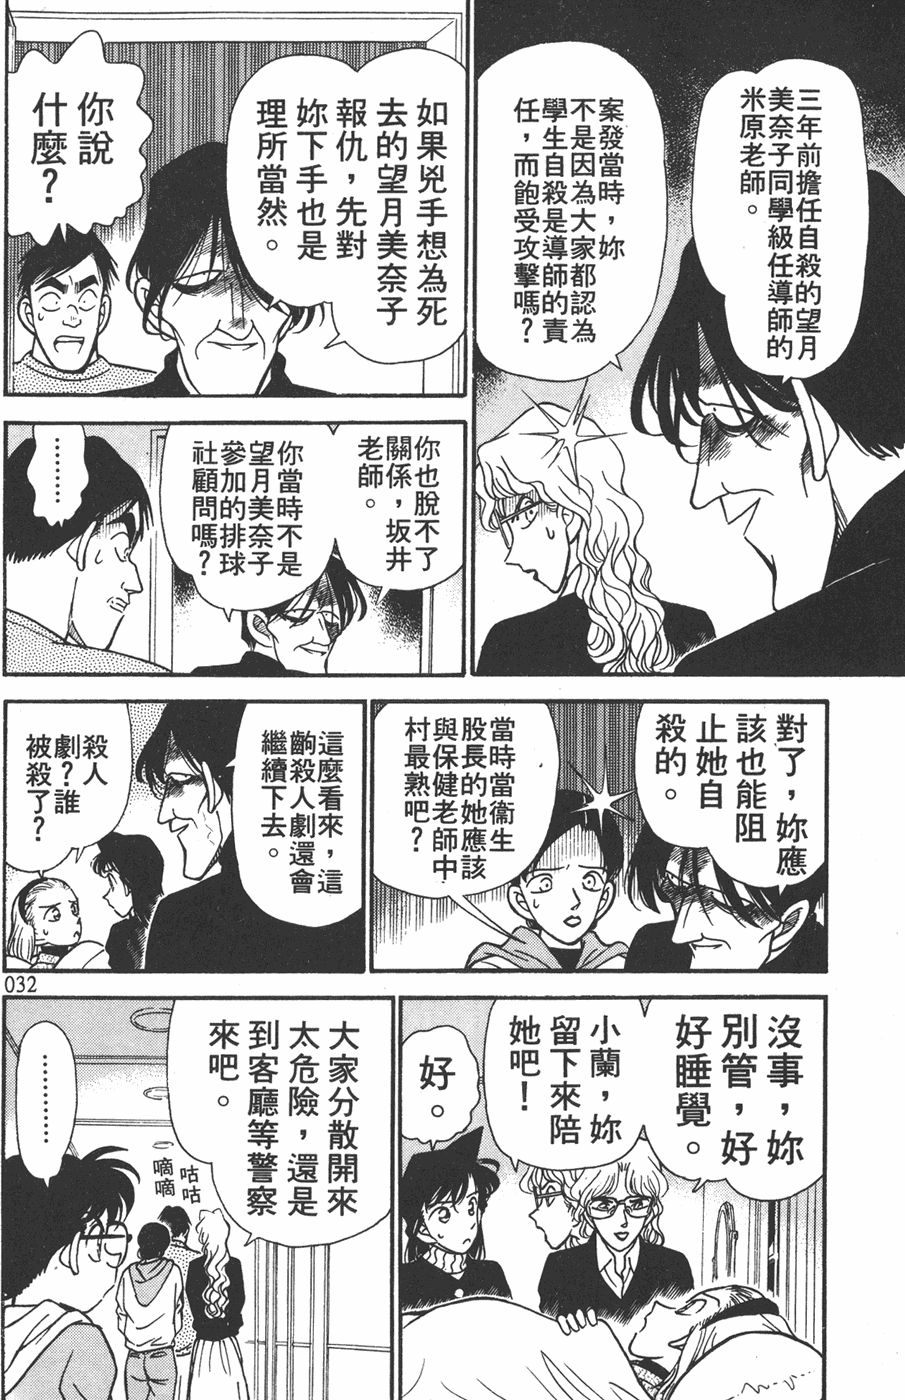 三年前擔任自殺的望月
美奈子同學級任導師的
米原老師。
案發當時，妳
不是因為大家都認為
學生自殺是導師的責
任，而飽受攻擊嗎？
如果兇手想為死
去的望月美奈子
報仇，先對
妳下手也是
理所當然。
你說
什麼？
你也脫不了
關係，坂井
老師。
你當時不是
望月美奈子
參加的排球
社顧問嗎？
………
對了，妳應
該也能阻
止她自
殺的。
當時當衞生
股長的她應該
與保健老師中
村最熟吧？
這麼看來，這
齣殺人劇還會
繼續下去。
殺人
劇？誰
被殺了？
032
沒事，妳
別管，好
好睡覺。
小蘭，妳
留下來陪
她吧！
好。
大家分散開來
太危險，還是
到客廳等警察
來吧。
咕咕
嘀嘀
………